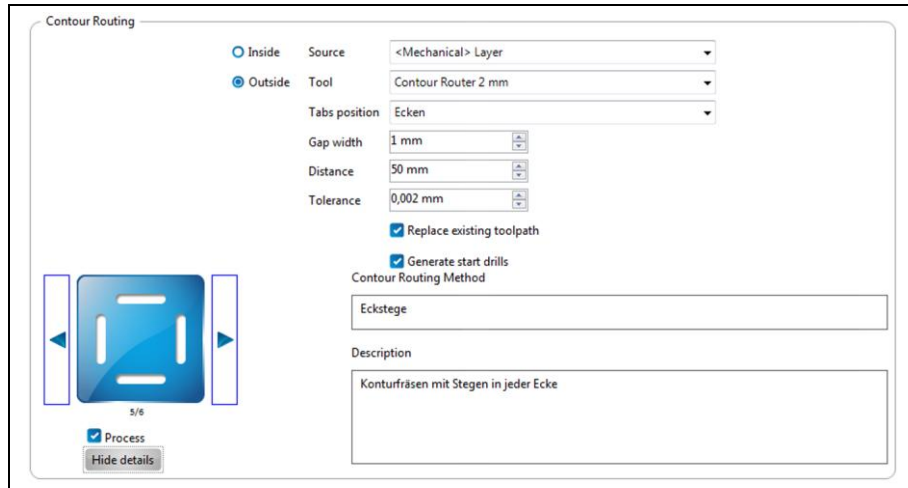 Contour Routing
Inside Source <Mechanical> Layer
Outside Tool Contour Router 2 mm
Tabs position Ecken
Gap width 1 mm
Distance 50 mm
Tolerance 0,002 mm
Replace existing toolpath
Generate start drills
Contour Routing Method
Eckstege
Description
Konturfräsen mit Stegen in jeder Ecke
5/6
Process
Hide details